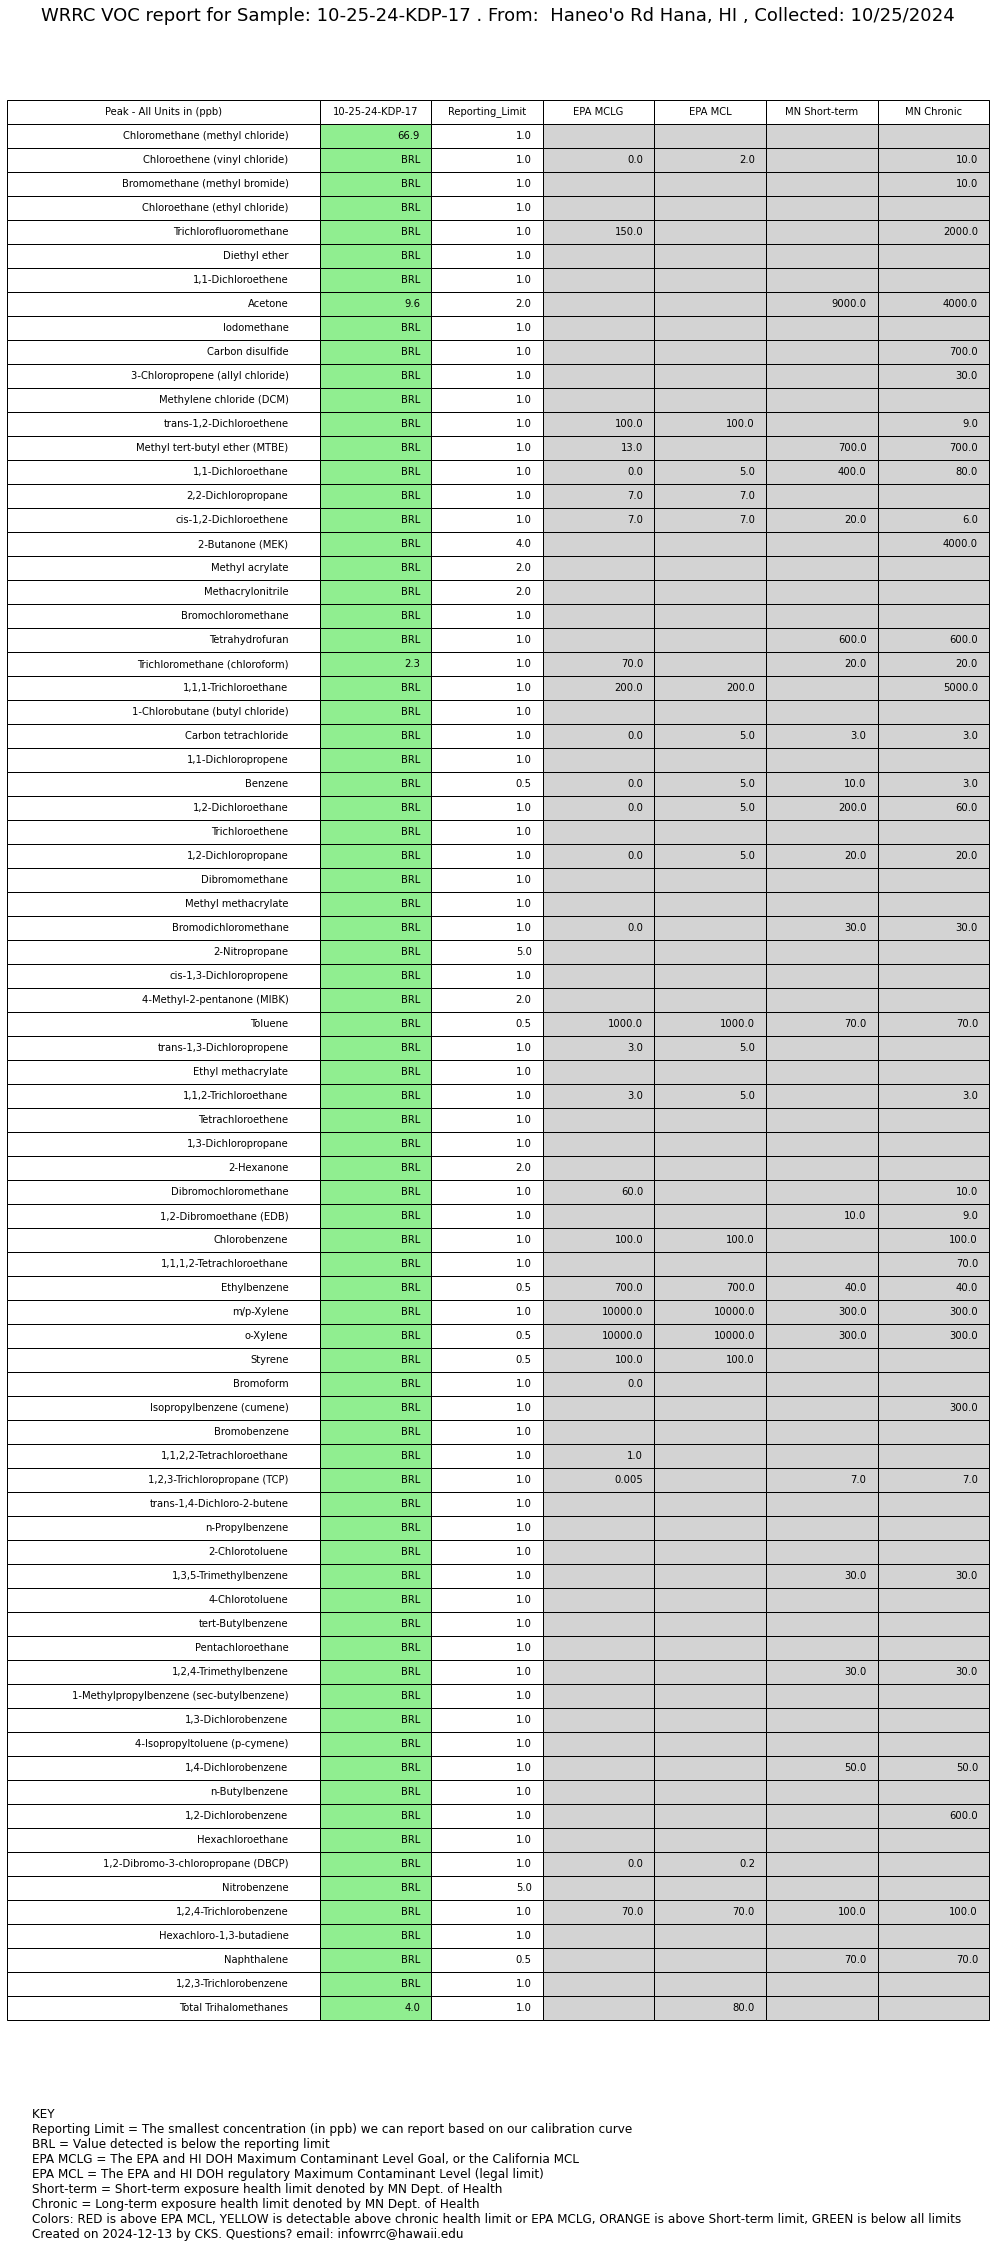 WRRC VOC report for Sample: 10-25-24-KDP-17 . From:  Haneo'o Rd Hana, HI , Collected: 10/25/2024
Peak - All Units in (ppb) 10-25-24-KDP-17 Reporting_Limit EPA MCLG EPA MCL MN Short-term MN Chronic
Chloromethane (methyl chloride) 66.9 1.0
Chloroethene (vinyl chloride) BRL 1.0 0.0 2.0 10.0
Bromomethane (methyl bromide) BRL 1.0 10.0
Chloroethane (ethyl chloride) BRL 1.0
Trichlorofluoromethane BRL 1.0 150.0 2000.0
Diethyl ether BRL 1.0
1,1-Dichloroethene BRL 1.0
Acetone 9.6 2.0 9000.0 4000.0
Iodomethane BRL 1.0
Carbon disulfide BRL 1.0 700.0
3-Chloropropene (allyl chloride) BRL 1.0 30.0
Methylene chloride (DCM) BRL 1.0
trans-1,2-Dichloroethene BRL 1.0 100.0 100.0 9.0
Methyl tert-butyl ether (MTBE) BRL 1.0 13.0 700.0 700.0
1,1-Dichloroethane BRL 1.0 0.0 5.0 400.0 80.0
2,2-Dichloropropane BRL 1.0 7.0 7.0
cis-1,2-Dichloroethene BRL 1.0 7.0 7.0 20.0 6.0
2-Butanone (MEK) BRL 4.0 4000.0
Methyl acrylate BRL 2.0
Methacrylonitrile BRL 2.0
Bromochloromethane BRL 1.0
Tetrahydrofuran BRL 1.0 600.0 600.0
Trichloromethane (chloroform) 2.3 1.0 70.0 20.0 20.0
1,1,1-Trichloroethane BRL 1.0 200.0 200.0 5000.0
1-Chlorobutane (butyl chloride) BRL 1.0
Carbon tetrachloride BRL 1.0 0.0 5.0 3.0 3.0
1,1-Dichloropropene BRL 1.0
Benzene BRL 0.5 0.0 5.0 10.0 3.0
1,2-Dichloroethane BRL 1.0 0.0 5.0 200.0 60.0
Trichloroethene BRL 1.0
1,2-Dichloropropane BRL 1.0 0.0 5.0 20.0 20.0
Dibromomethane BRL 1.0
Methyl methacrylate BRL 1.0
Bromodichloromethane BRL 1.0 0.0 30.0 30.0
2-Nitropropane BRL 5.0
cis-1,3-Dichloropropene BRL 1.0
4-Methyl-2-pentanone (MIBK) BRL 2.0
Toluene BRL 0.5 1000.0 1000.0 70.0 70.0
trans-1,3-Dichloropropene BRL 1.0 3.0 5.0
Ethyl methacrylate BRL 1.0
1,1,2-Trichloroethane BRL 1.0 3.0 5.0 3.0
Tetrachloroethene BRL 1.0
1,3-Dichloropropane BRL 1.0
2-Hexanone BRL 2.0
Dibromochloromethane BRL 1.0 60.0 10.0
1,2-Dibromoethane (EDB) BRL 1.0 10.0 9.0
Chlorobenzene BRL 1.0 100.0 100.0 100.0
1,1,1,2-Tetrachloroethane BRL 1.0 70.0
Ethylbenzene BRL 0.5 700.0 700.0 40.0 40.0
m/p-Xylene BRL 1.0 10000.0 10000.0 300.0 300.0
o-Xylene BRL 0.5 10000.0 10000.0 300.0 300.0
Styrene BRL 0.5 100.0 100.0
Bromoform BRL 1.0 0.0
Isopropylbenzene (cumene) BRL 1.0 300.0
Bromobenzene BRL 1.0
1,1,2,2-Tetrachloroethane BRL 1.0 1.0
1,2,3-Trichloropropane (TCP) BRL 1.0 0.005 7.0 7.0
trans-1,4-Dichloro-2-butene BRL 1.0
n-Propylbenzene BRL 1.0
2-Chlorotoluene BRL 1.0
1,3,5-Trimethylbenzene BRL 1.0 30.0 30.0
4-Chlorotoluene BRL 1.0
tert-Butylbenzene BRL 1.0
Pentachloroethane BRL 1.0
1,2,4-Trimethylbenzene BRL 1.0 30.0 30.0
1-Methylpropylbenzene (sec-butylbenzene) BRL 1.0
1,3-Dichlorobenzene BRL 1.0
4-Isopropyltoluene (p-cymene) BRL 1.0
1,4-Dichlorobenzene BRL 1.0 50.0 50.0
n-Butylbenzene BRL 1.0
1,2-Dichlorobenzene BRL 1.0 600.0
Hexachloroethane BRL 1.0
1,2-Dibromo-3-chloropropane (DBCP) BRL 1.0 0.0 0.2
Nitrobenzene BRL 5.0
1,2,4-Trichlorobenzene BRL 1.0 70.0 70.0 100.0 100.0
Hexachloro-1,3-butadiene BRL 1.0
Naphthalene BRL 0.5 70.0 70.0
1,2,3-Trichlorobenzene BRL 1.0
Total Trihalomethanes 4.0 1.0 80.0
KEY
Reporting Limit = The smallest concentration (in ppb) we can report based on our calibration curve
BRL = Value detected is below the reporting limit
EPA MCLG = The EPA and HI DOH Maximum Contaminant Level Goal, or the California MCL
EPA MCL = The EPA and HI DOH regulatory Maximum Contaminant Level (legal limit)
Short-term = Short-term exposure health limit denoted by MN Dept. of Health
Chronic = Long-term exposure health limit denoted by MN Dept. of Health
Colors: RED is above EPA MCL, YELLOW is detectable above chronic health limit or EPA MCLG, ORANGE is above Short-term limit, GREEN is below all limits
Created on 2024-12-13 by CKS. Questions? email: infowrrc@hawaii.edu